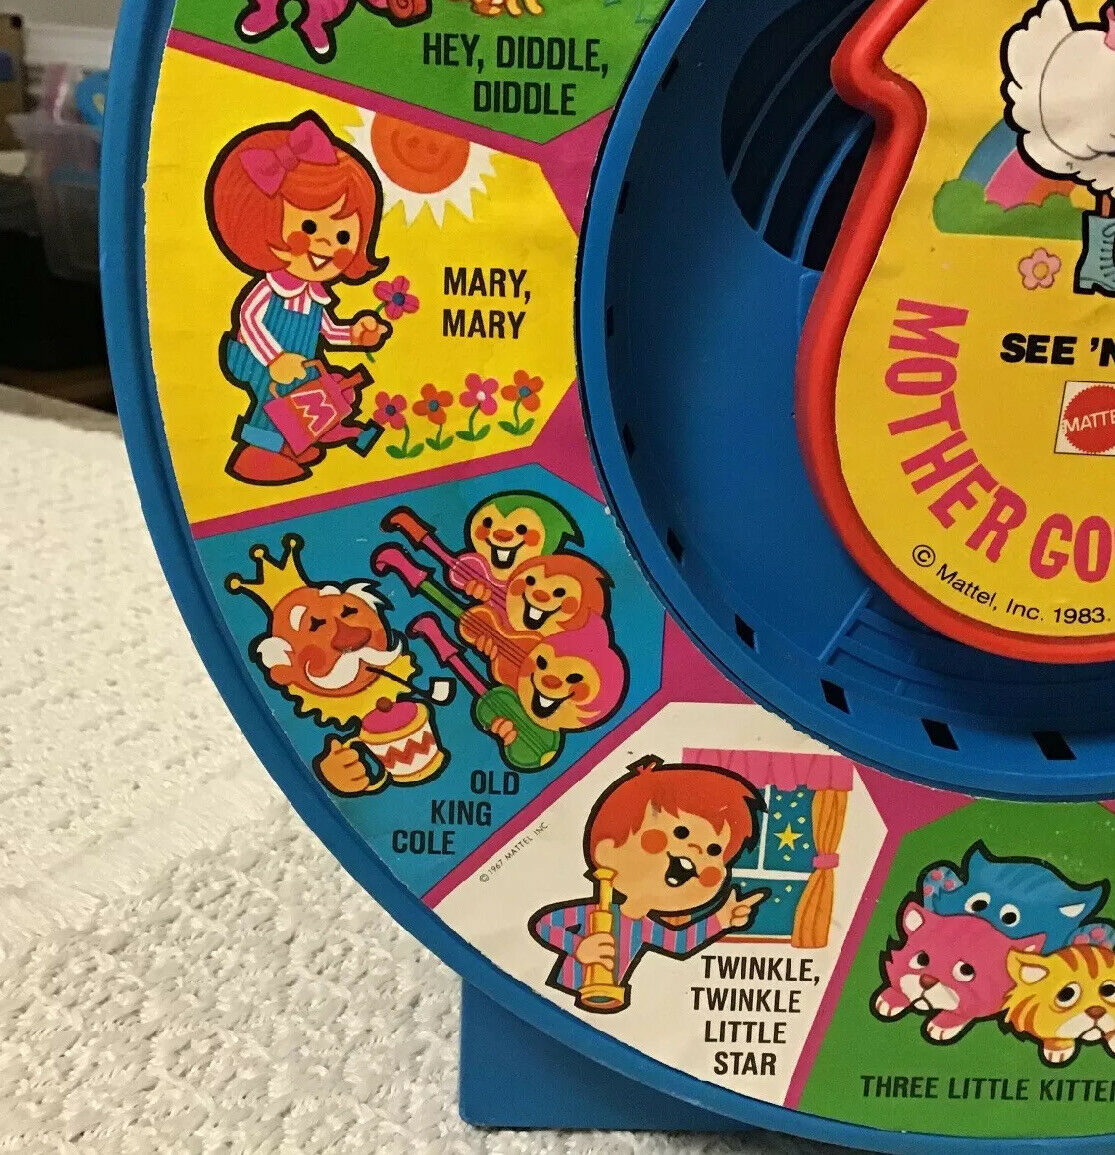 HEY, DIDDLE,
DIDDLE
MARY,
MARY
M
OLD
KING
COLE
© 1967 MATTEL INC
TWINKLE,
TWINKLE
LITTLE
STAR
THREE LITTLE KITTE
SEE 'N
MATTE
MOTHER GO
© Mattel, Inc. 1983.